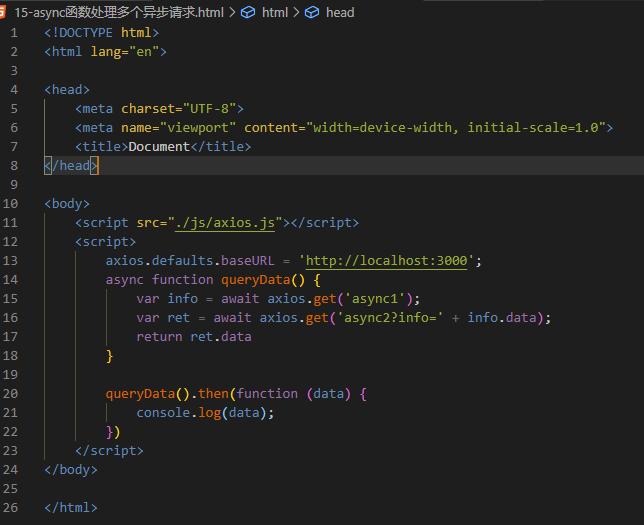 15-async函数处理多个异步请求.html > html > head
1 <!DOCTYPE html>
2 <html lang="en">
3
4 <head>
5     <meta charset="UTF-8">
6     <meta name="viewport" content="width=device-width, initial-scale=1.0">
7     <title>Document</title>
8 </head>
9
10 <body>
11     <script src="./js/axios.js"></script>
12     <script>
13         axios.defaults.baseURL = 'http://localhost:3000';
14         async function queryData() {
15             var info = await axios.get('async1');
16             var ret = await axios.get('async2?info=' + info.data);
17             return ret.data
18         }
19
20         queryData().then(function (data) {
21             console.log(data);
22         })
23     </script>
24 </body>
25
26 </html>